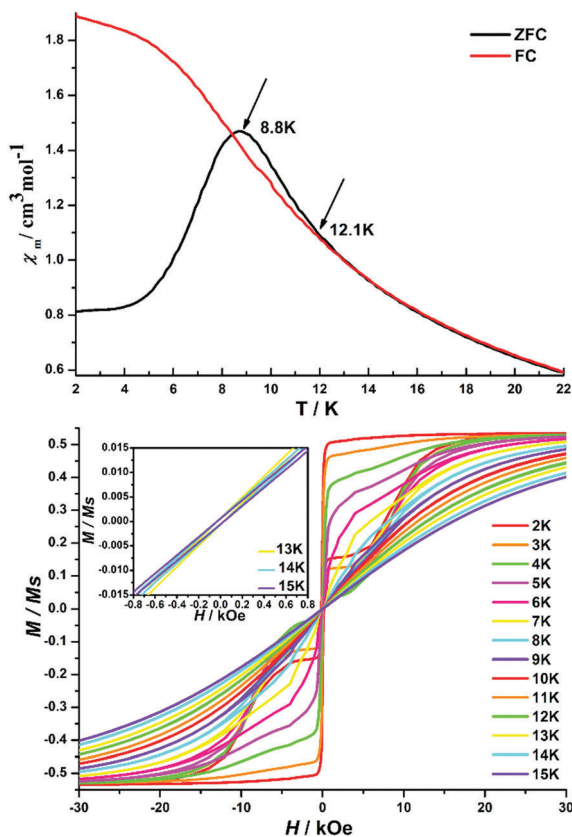 ZFC
FC
8.8K
12.1K
χm / cm3 mol-1
1.8
1.6
1.4
1.2
1.0
0.8
0.6
2 4 6 8 10 12 14 16 18 20 22
T / K
M / Ms
0.5
0.4
0.3
0.2
0.1
0.0
-0.1
-0.2
-0.3
-0.4
-0.5
M / Ms
0.015
0.010
0.005
0.000
-0.005
-0.010
-0.015
13K
14K
15K
-0.8 -0.6 -0.4 -0.2 0.0 0.2 0.4 0.6 0.8
H / kOe
2K
3K
4K
5K
6K
7K
8K
9K
10K
11K
12K
13K
14K
15K
-30 -20 -10 0 10 20 30
H / kOe